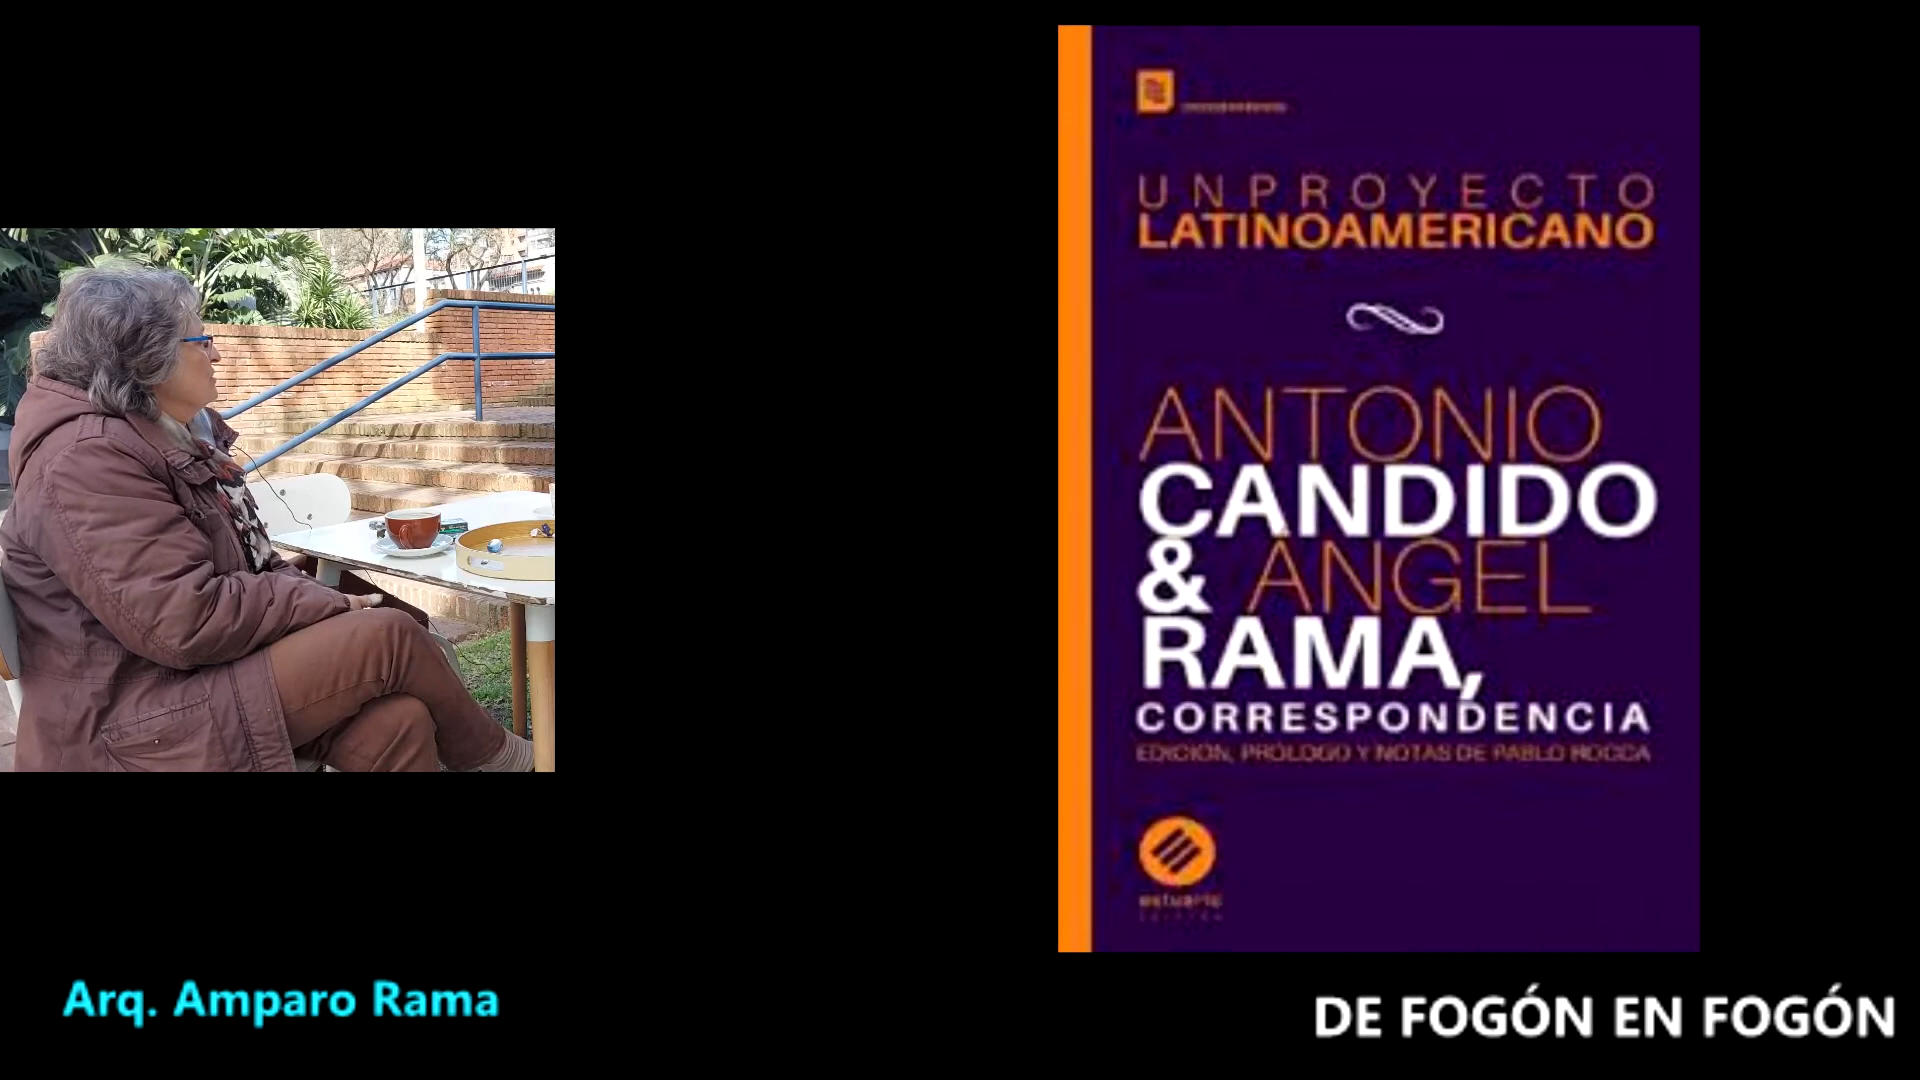 UN PROYECTO
LATINOAMERICANO
ANTONIO
CANDIDO
& ÁNGEL
RAMA,
CORRESPONDENCIA
EDICIÓN, PRÓLOGO Y NOTAS DE PABLO ROCCA
estuario
Arq. Amparo Rama
DE FOGÓN EN FOGÓN